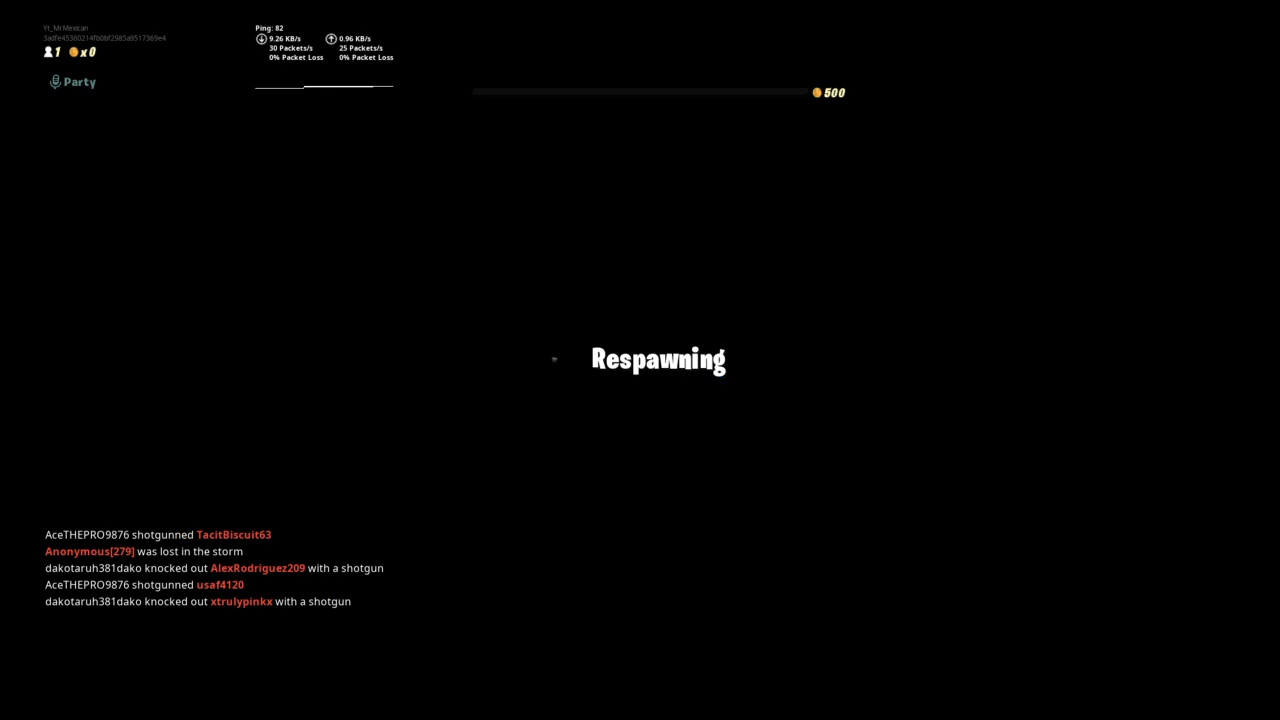 Yt_MrMexican
3adfe45360214fb0bf2985a9517369e4
1 x0
Party
Ping: 82
9.26 KB/s 0.96 KB/s
30 Packets/s 25 Packets/s
0% Packet Loss 0% Packet Loss
500
Respawning
AceTHEPRO9876 shotgunned TacitBiscuit63
Anonymous[279] was lost in the storm
dakotaruh381dako knocked out AlexRodriguez209 with a shotgun
AceTHEPRO9876 shotgunned usaf4120
dakotaruh381dako knocked out xtrulypinkx with a shotgun